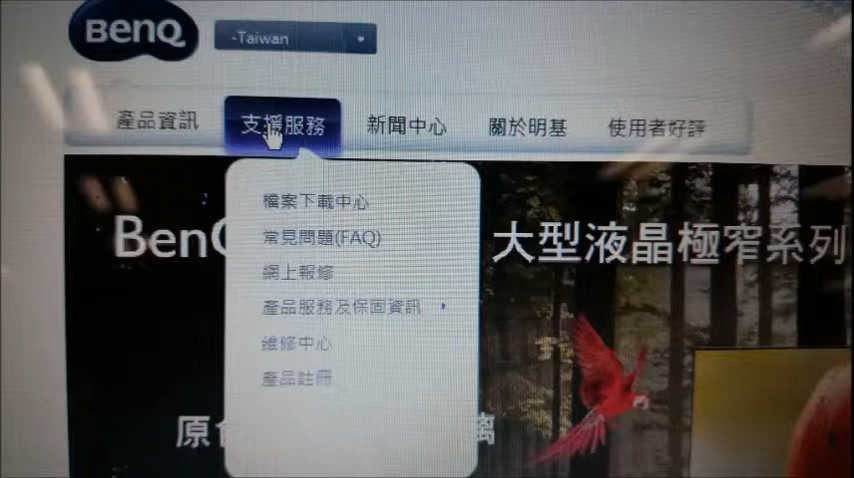 BenQ
-Taiwan
產品資訊 支援服務 新聞中心 關於明基 使用者好評
檔案下載中心
常見問題(FAQ)
網上報修
產品服務及保固資訊
維修中心
產品註冊
Ben 大型液晶極窄系列
原